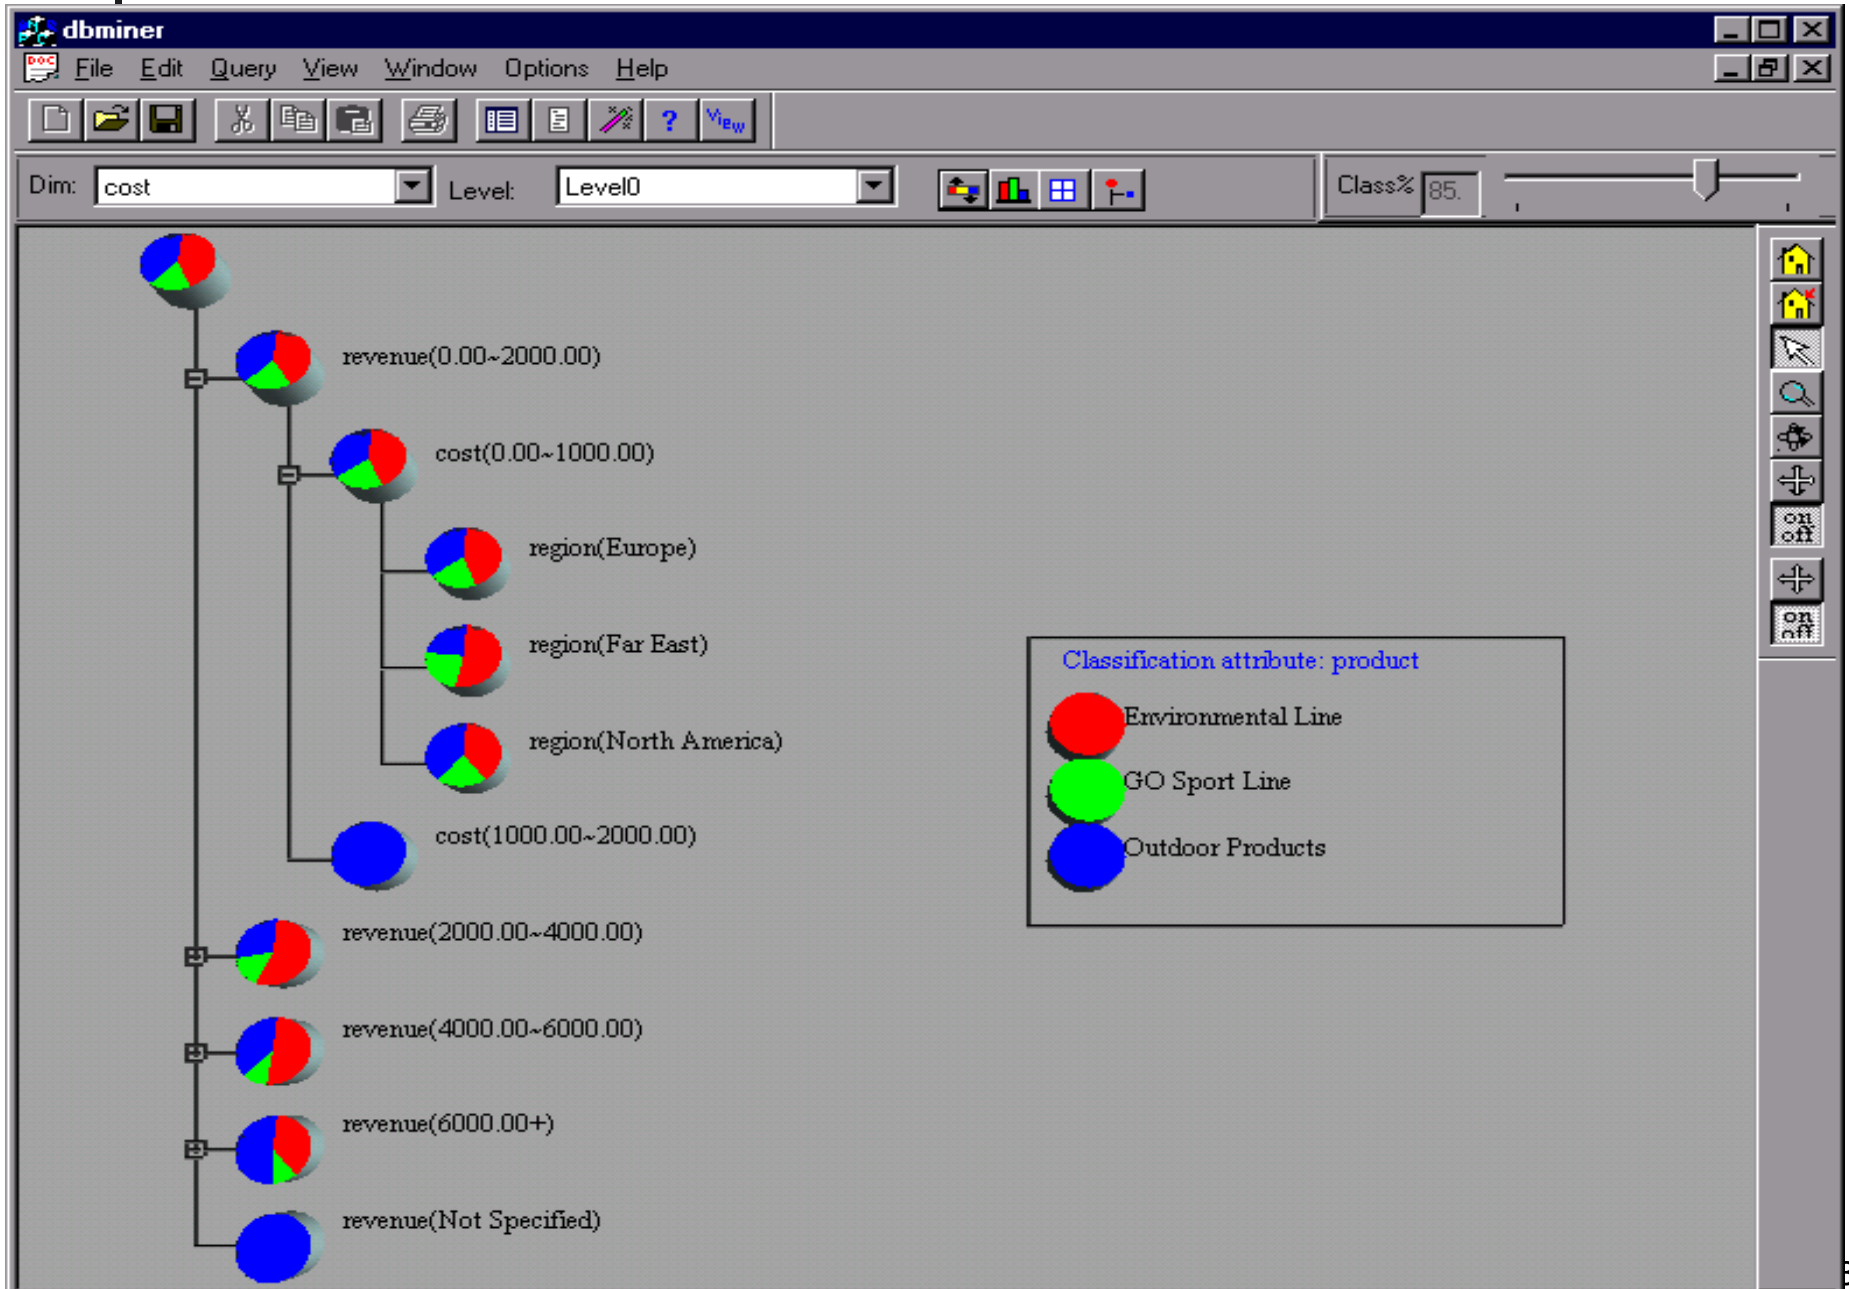 dbminer
DOC File Edit Query View Window Options Help
? View
Dim: cost Level: Level0 Class% 85.
revenue(0.00~2000.00)
cost(0.00~1000.00)
region(Europe)
region(Far East)
region(North America)
cost(1000.00~2000.00)
revenue(2000.00~4000.00)
revenue(4000.00~6000.00)
revenue(6000.00+)
revenue(Not Specified)
Classification attribute: product
Environmental Line
GO Sport Line
Outdoor Products
on
off
on
off